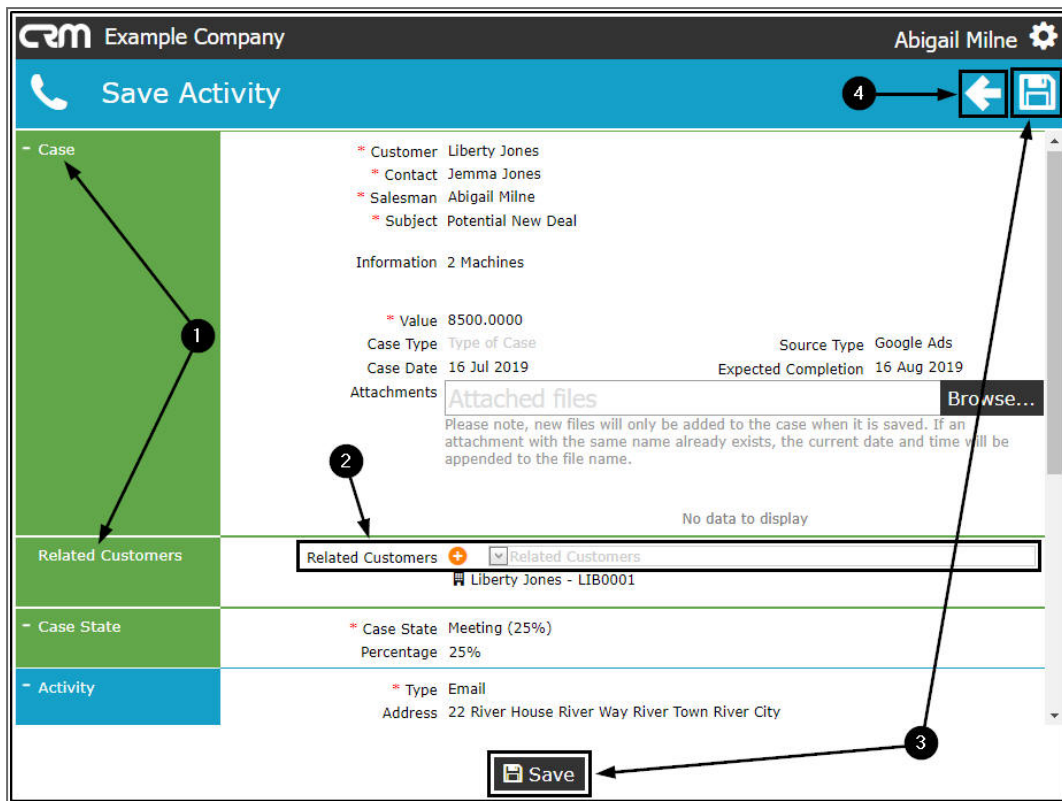 CRM Example Company
Abigail Milne
Save Activity
4
- Case
* Customer Liberty Jones
* Contact Jemma Jones
* Salesman Abigail Milne
* Subject Potential New Deal
Information 2 Machines
1
* Value 8500.0000
Case Type Type of Case
Source Type Google Ads
Case Date 16 Jul 2019
Expected Completion 16 Aug 2019
Attachments Attached files Browse...
Please note, new files will only be added to the case when it is saved. If an
attachment with the same name already exists, the current date and time will be
appended to the file name.
2
No data to display
Related Customers
Related Customers Related Customers
Liberty Jones - LIB0001
- Case State
* Case State Meeting (25%)
Percentage 25%
- Activity
* Type Email
Address 22 River House River Way River Town River City
3
Save